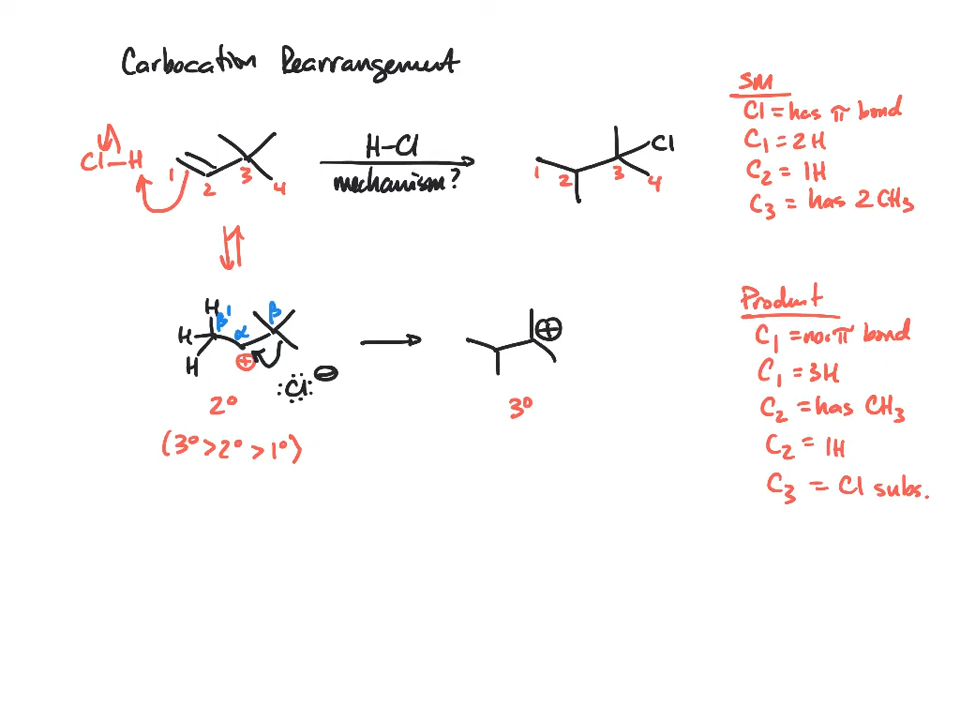 Carbocation Rearrangement
Cl-H
1
2
3
4
H-Cl
mechanism?
1
2
3
4
Cl
SM
C1 = has π bond
C1 = 2H
C2 = 1H
C3 = has 2 CH3
H
H
H
β'
α
β
⊕
:Cl: ⊖
2°
(3° > 2° > 1°)
⊕
3°
Product
C1 = no π bond
C1 = 3H
C2 = has CH3
C2 = 1H
C3 = Cl subs.